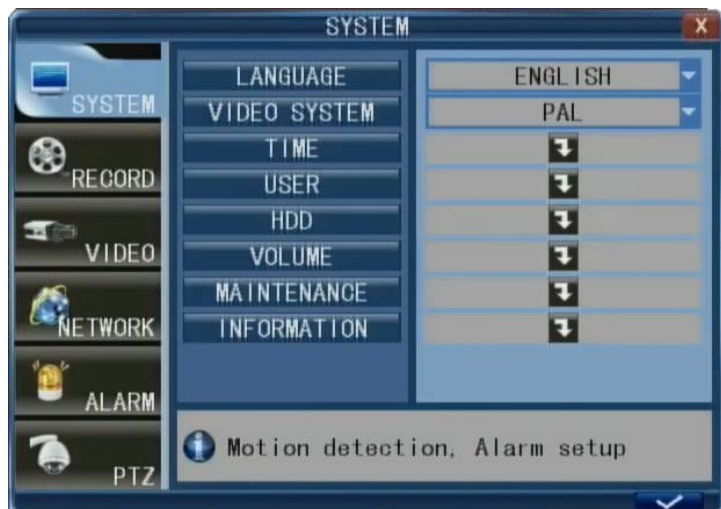 SYSTEM
X
SYSTEM
RECORD
VIDEO
NETWORK
ALARM
PTZ
LANGUAGE ENGLISH
VIDEO SYSTEM PAL
TIME
USER
HDD
VOLUME
MAINTENANCE
INFORMATION
Motion detection, Alarm setup